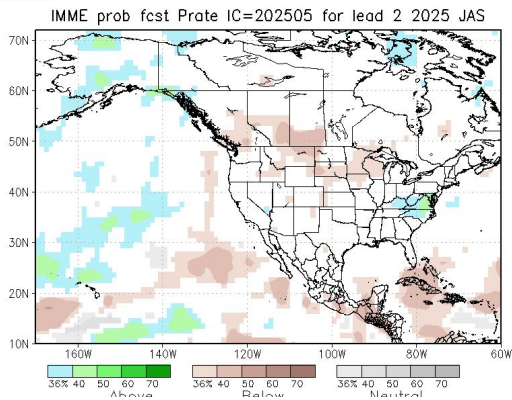 IMME prob fcst Prate IC=202505 for lead 2 2025 JAS
70N
60N
50N
40N
30N
20N
10N
160W 140W 120W 100W 80W 60W
36% 40 50 60 70 36% 40 50 60 70 36% 40 50 60 70
Above Below Neutral